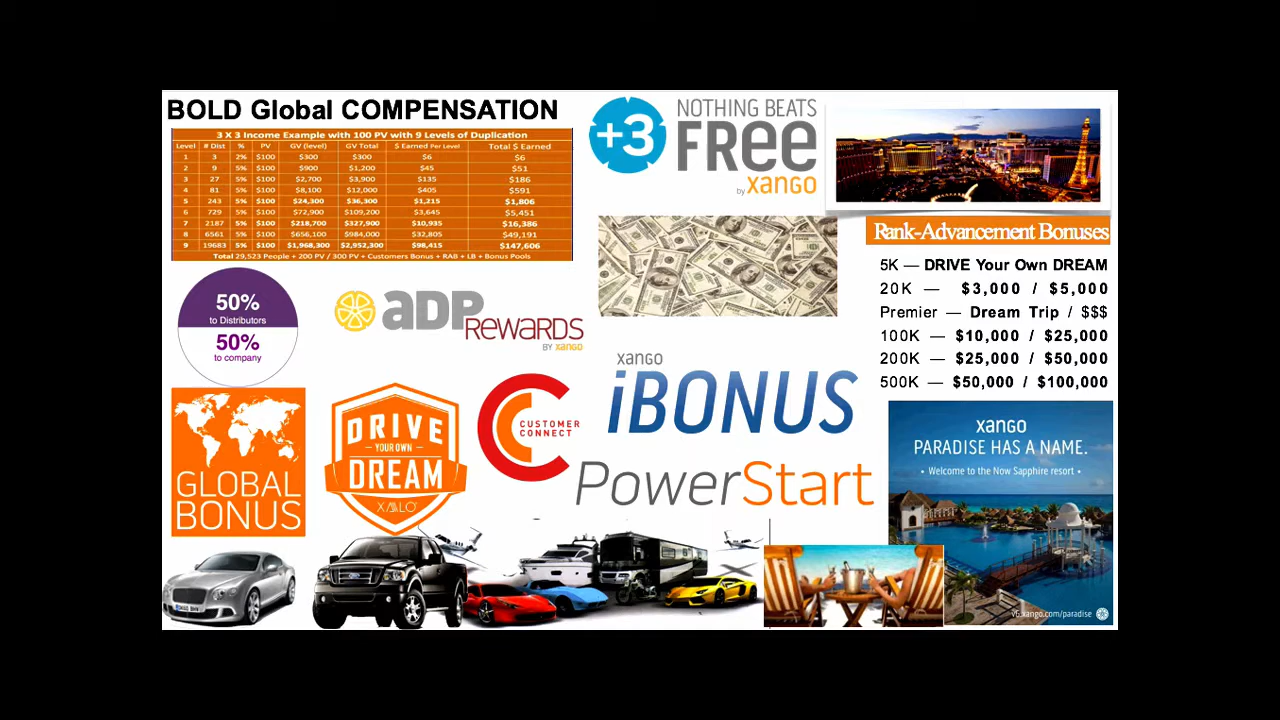 BOLD Global COMPENSATION
3 X 3 Income Example with 100 PV with 9 Levels of Duplication
Level # Dist % PV GV (level) GV Total $ Earned Per Level Total $ Earned
1 3 2% $100 $300 $300 $6 $6
2 9 5% $100 $900 $1,200 $45 $51
3 27 5% $100 $2,700 $3,900 $135 $186
4 81 5% $100 $8,100 $12,000 $405 $591
5 243 5% $100 $24,300 $36,300 $1,215 $1,806
6 729 5% $100 $72,900 $109,200 $3,645 $5,451
7 2187 5% $100 $218,700 $327,900 $10,935 $16,386
8 6561 5% $100 $656,100 $984,000 $32,805 $49,191
9 19683 5% $100 $1,968,300 $2,952,300 $98,415 $147,606
Total 29,523 People + 200 PV / 300 PV + Customers Bonus + RAB + LB + Bonus Pools
+3
NOTHING BEATS
FREE
by xango
Rank-Advancement Bonuses
5K — DRIVE Your Own DREAM
20K — $3,000 / $5,000
Premier — Dream Trip / $$$
100K — $10,000 / $25,000
200K — $25,000 / $50,000
500K — $50,000 / $100,000
50%
to Distributors
50%
to company
aDP
REWARDS
BY xango
xango
iBONUS
GLOBAL
BONUS
DRIVE
YOUR OWN
DREAM
XALO
CUSTOMER
CONNECT
PowerStart
xango
PARADISE HAS A NAME.
• Welcome to the Now Sapphire resort •
v6.xango.com/paradise